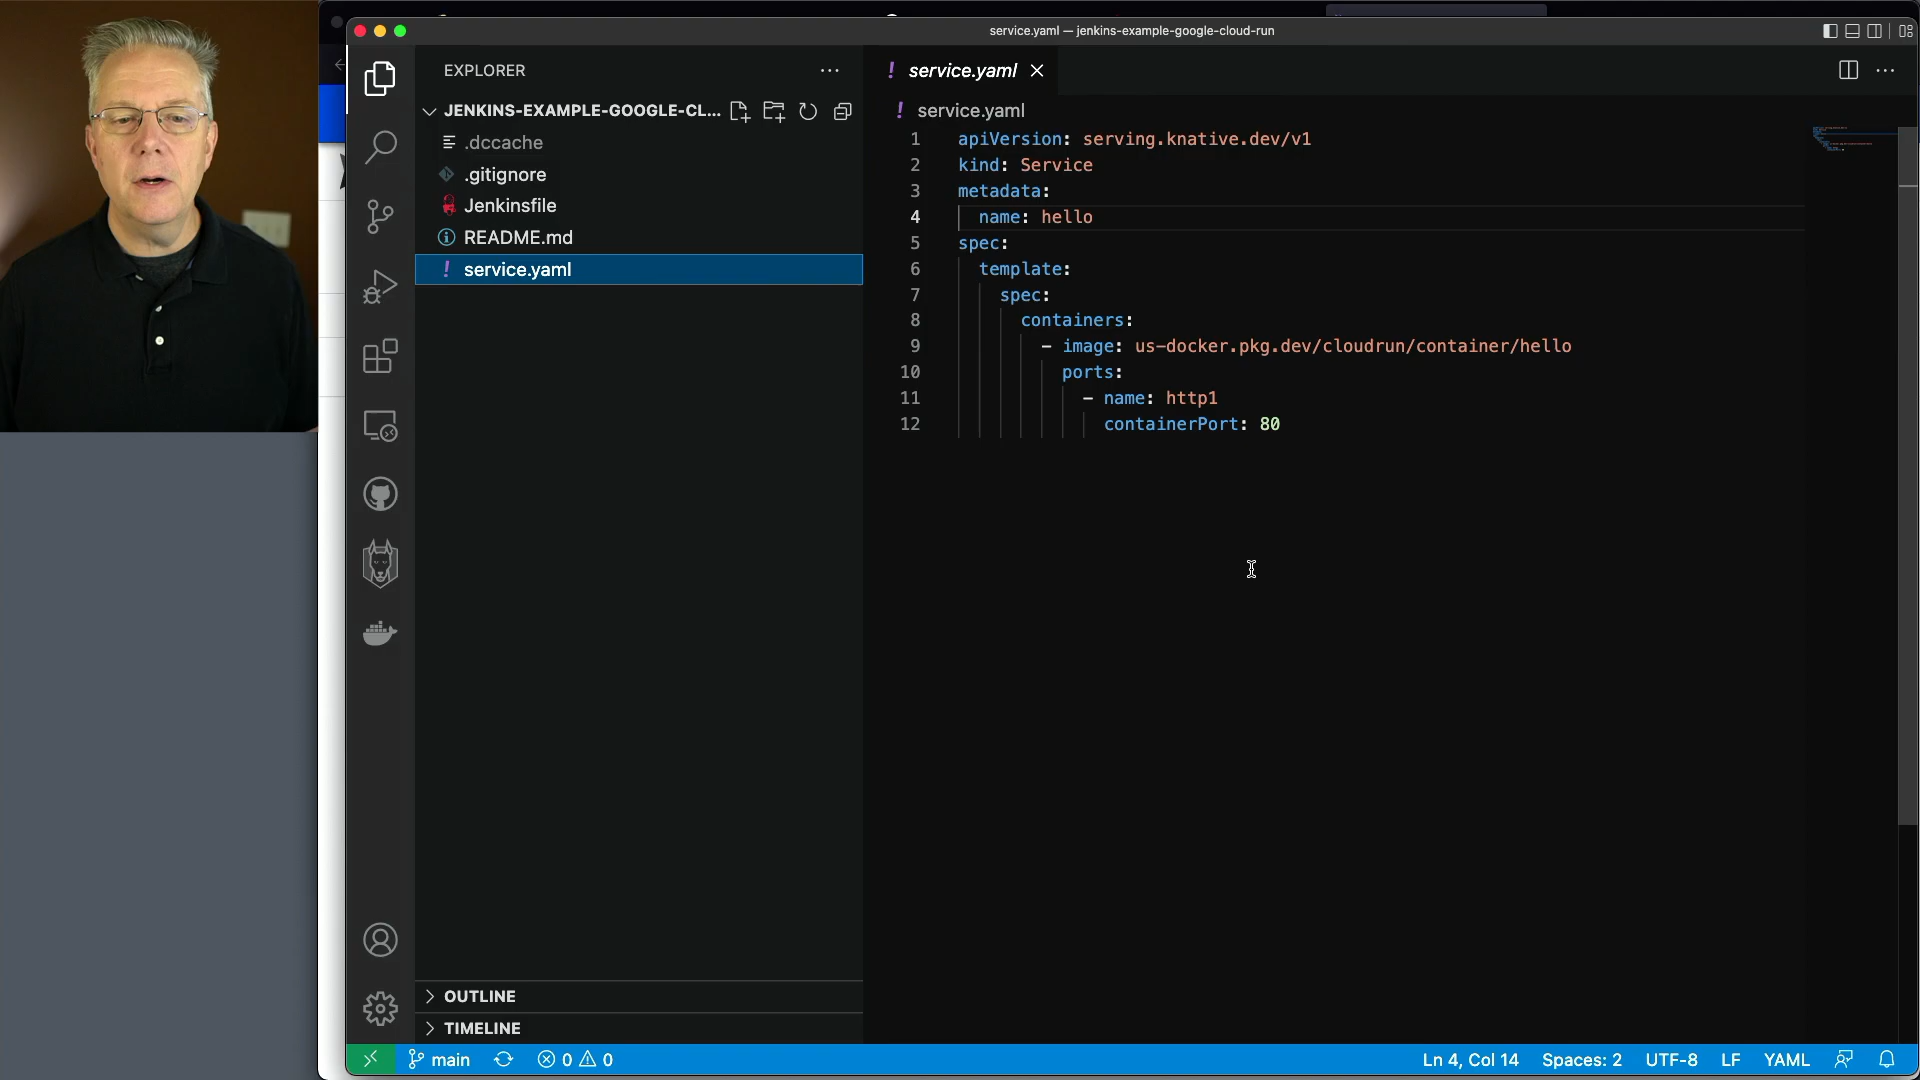 service.yaml — jenkins-example-google-cloud-run
EXPLORER
JENKINS-EXAMPLE-GOOGLE-CL...
.dccache
.gitignore
Jenkinsfile
README.md
service.yaml
OUTLINE
TIMELINE
service.yaml
service.yaml
1 apiVersion: serving.knative.dev/v1
2 kind: Service
3 metadata:
4 name: hello
5 spec:
6 template:
7 spec:
8 containers:
9 - image: us-docker.pkg.dev/cloudrun/container/hello
10 ports:
11 - name: http1
12 containerPort: 80
main 0 0 Ln 4, Col 14 Spaces: 2 UTF-8 LF YAML